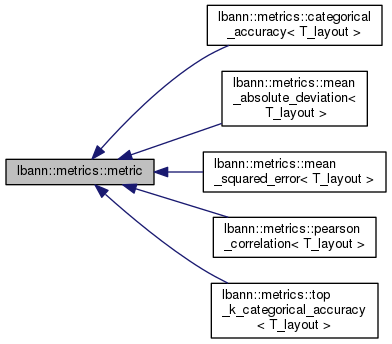 lbann::metrics::categorical
_accuracy< T_layout >
lbann::metrics::mean
_absolute_deviation<
T_layout >
lbann::metrics::metric
lbann::metrics::mean
_squared_error< T_layout >
lbann::metrics::pearson
_correlation< T_layout >
lbann::metrics::top
_k_categorical_accuracy
< T_layout >